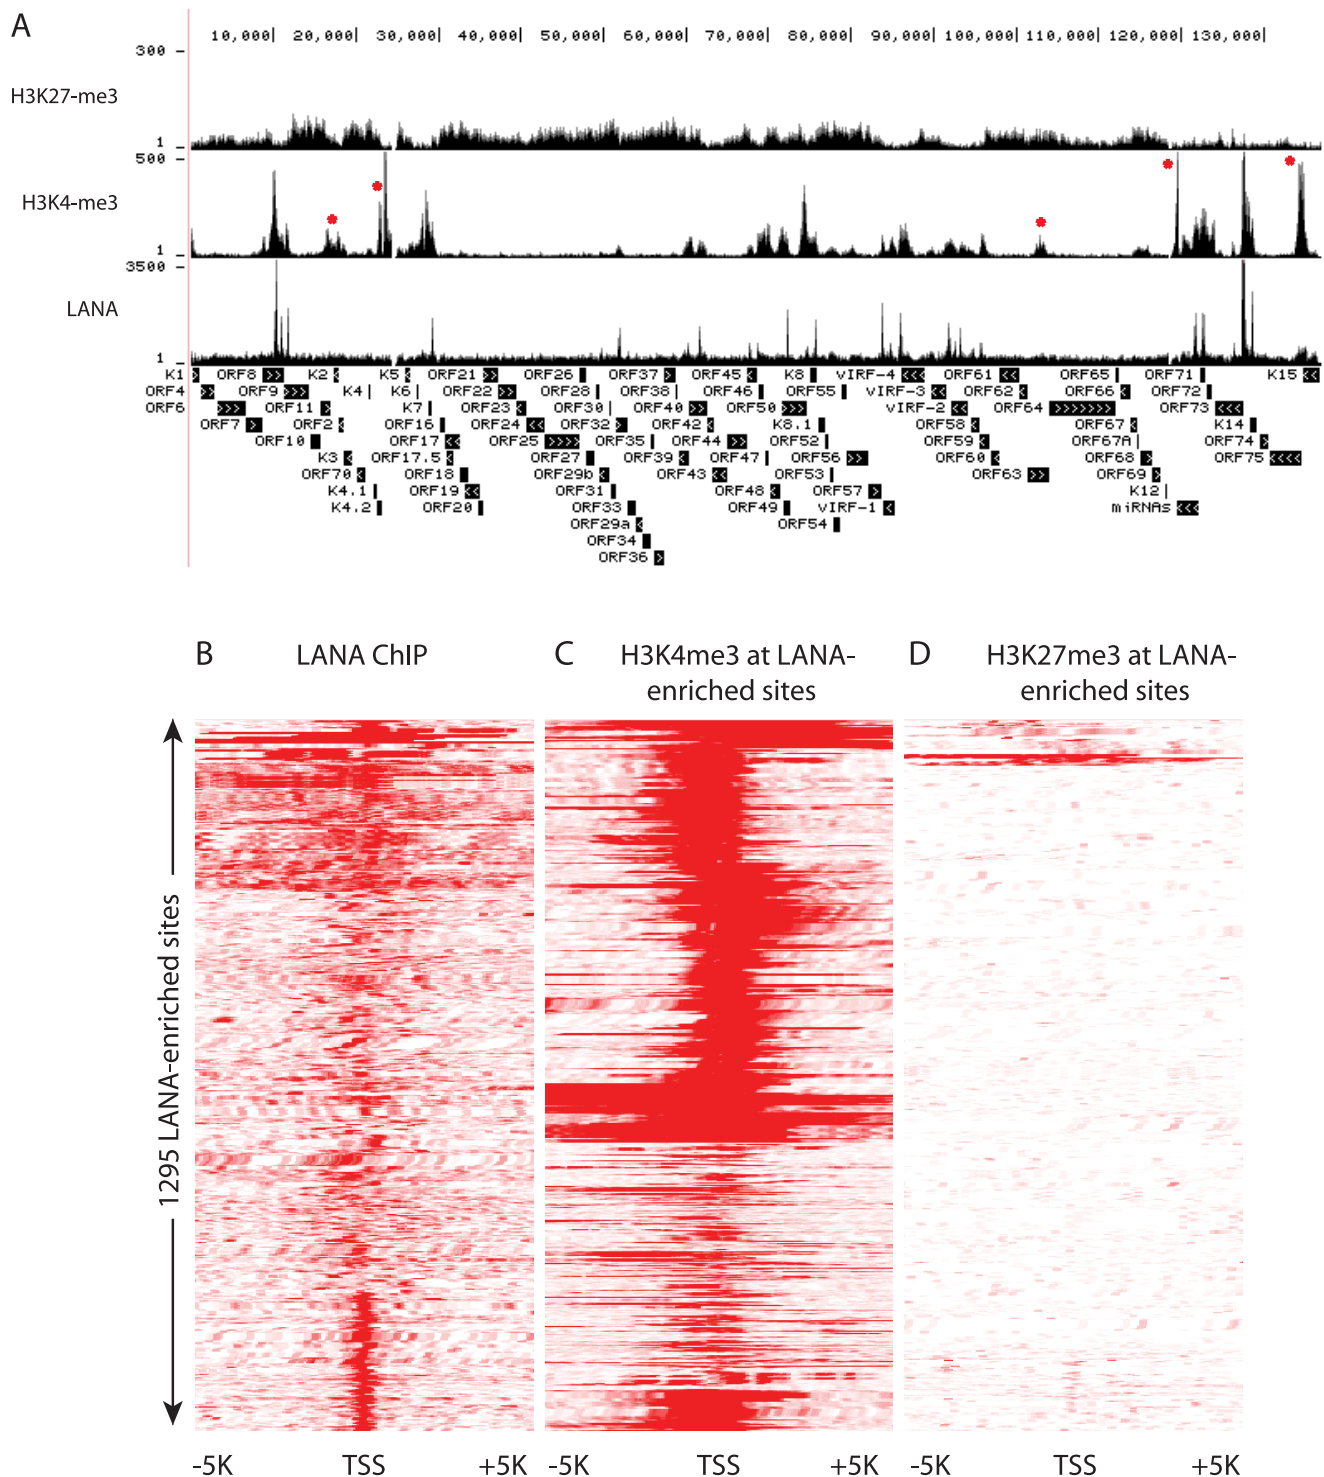 A
10,000| 20,000| 30,000| 40,000| 50,000| 60,000| 70,000| 80,000| 90,000| 100,000| 110,000| 120,000| 130,000|
300
H3K27-me3
1
500
H3K4-me3
1
3500
LANA
1
K1 ORF8 K2 K5 ORF21 ORF26 ORF37 ORF45 K8 vIRF-4 ORF61 ORF65 ORF71 K15
ORF4 ORF9 K4 K6 ORF22 ORF28 ORF38 ORF46 ORF55 vIRF-3 ORF62 ORF66 ORF72
ORF6 ORF11 K7 ORF23 ORF30 ORF40 ORF50 vIRF-2 ORF64 ORF73
ORF7 ORF2 ORF16 ORF24 ORF32 ORF42 K8.1 ORF58 ORF67 K14
ORF10 ORF17 ORF25 ORF35 ORF44 ORF52 ORF59 ORF67A ORF74
K3 ORF17.5 ORF27 ORF39 ORF47 ORF56 ORF60 ORF68 ORF75
ORF70 ORF18 ORF29b ORF43 ORF53 ORF63 ORF69
K4.1 ORF19 ORF31 ORF48 ORF57 K12
K4.2 ORF20 ORF33 ORF49 vIRF-1 miRNAs
ORF29a ORF54
ORF34
ORF36
B LANA ChIP C H3K4me3 at LANA- D H3K27me3 at LANA-
enriched sites enriched sites
1295 LANA-enriched sites
-5K TSS +5K -5K TSS +5K -5K TSS +5K